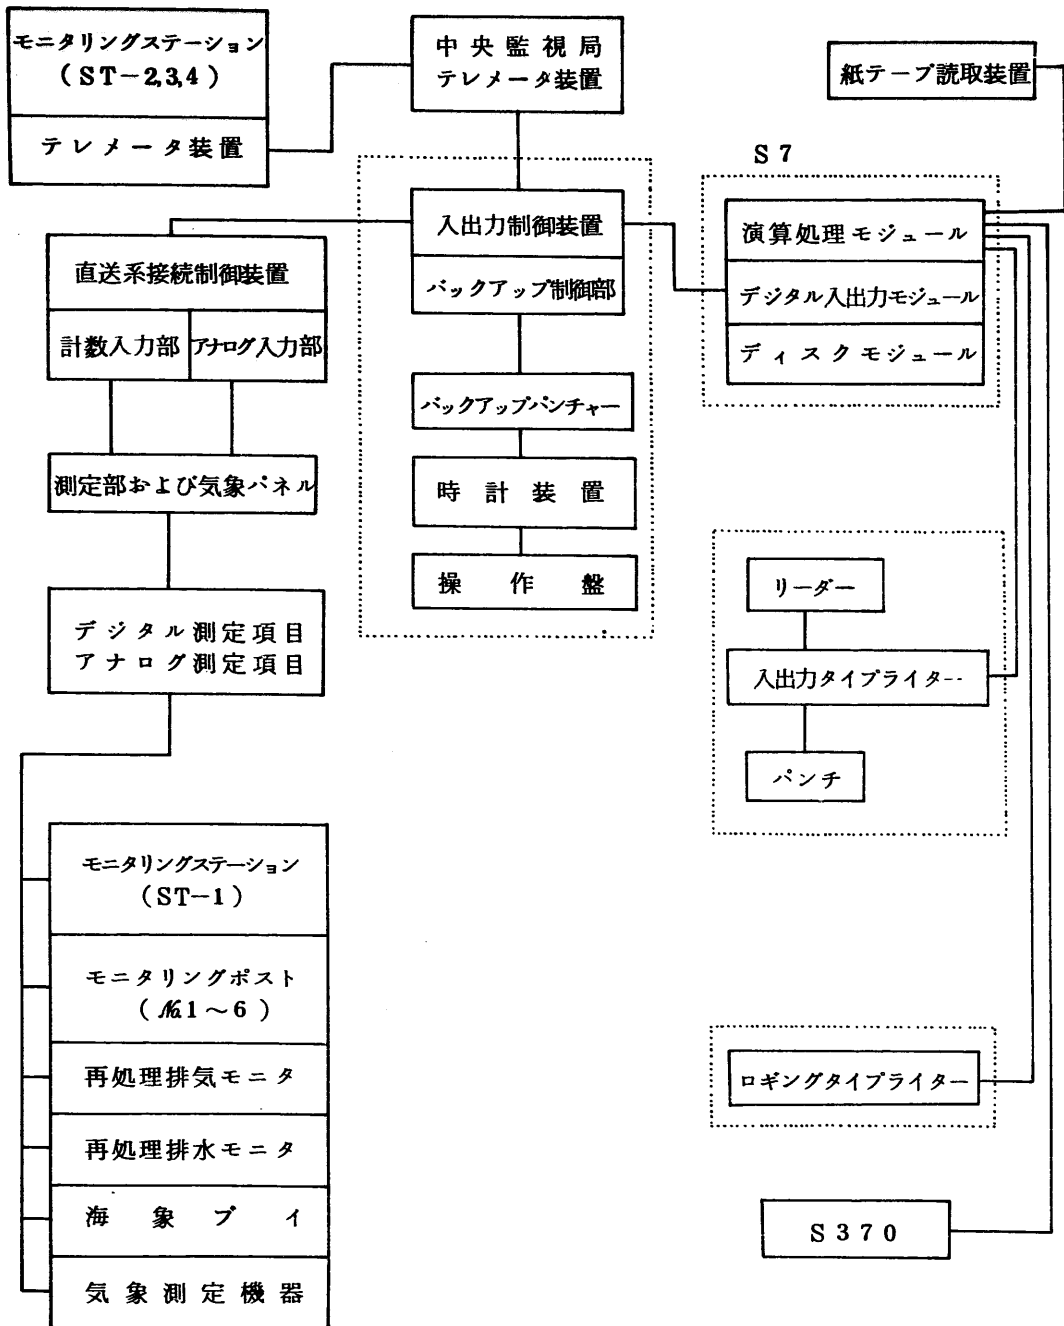 モニタリングステーション
(ST-2,3,4)
テレメータ装置
中央監視局
テレメータ装置
紙テープ読取装置
S7
入出力制御装置
バックアップ制御部
演算処理モジュール
デジタル入出力モジュール
ディスクモジュール
直送系接続制御装置
計数入力部
アナログ入力部
バックアップパンチャー
測定部および気象パネル
時計装置
操作盤
デジタル測定項目
アナログ測定項目
リーダー
入出力タイプライター
パンチ
モニタリングステーション
(ST-1)
モニタリングポスト
(№1~6)
再処理排気モニタ
再処理排水モニタ
海象ブイ
気象測定機器
ロギングタイプライター
S370